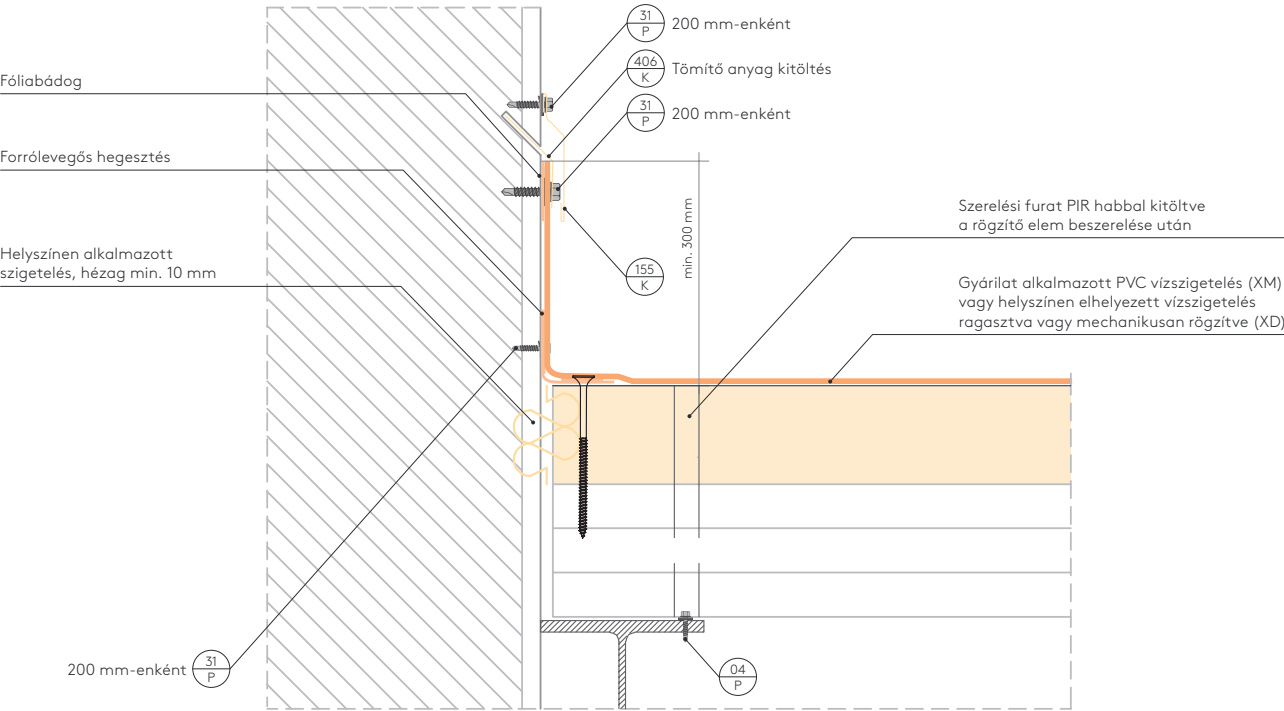 31
P
200 mm-enként
406
K
Tömítő anyag kitöltés
31
P
200 mm-enként
Fóliabádog
Forrólevegős hegesztés
Helyszínen alkalmazott
szigetelés, hézag min. 10 mm
155
K
min. 300 mm
Szerelési furat PIR habbal kitöltve
a rögzítő elem beszerelése után
Gyárilat alkalmazott PVC vízszigetelés (XM)
vagy helyszínen elhelyezett vízszigetelés
ragasztva vagy mechanikusan rögzítve (XD)
200 mm-enként
31
P
04
P